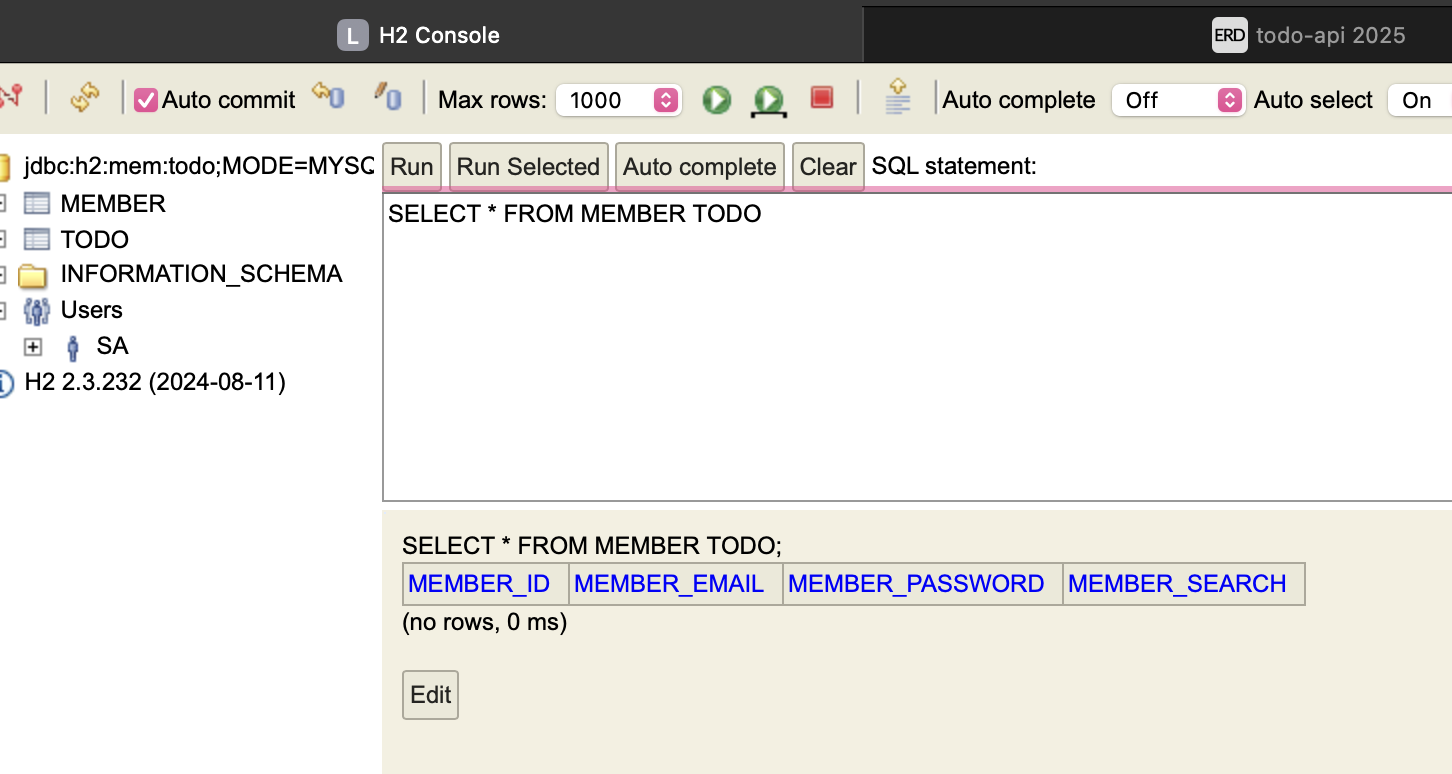 L H2 Console
ERD todo-api 2025
Auto commit Max rows: 1000 Auto complete Off Auto select On
jdbc:h2:mem:todo;MODE=MYSQ
MEMBER
TODO
INFORMATION_SCHEMA
Users
SA
H2 2.3.232 (2024-08-11)
Run Run Selected Auto complete Clear SQL statement:
SELECT * FROM MEMBER TODO
SELECT * FROM MEMBER TODO;
MEMBER_ID MEMBER_EMAIL MEMBER_PASSWORD MEMBER_SEARCH
(no rows, 0 ms)
Edit